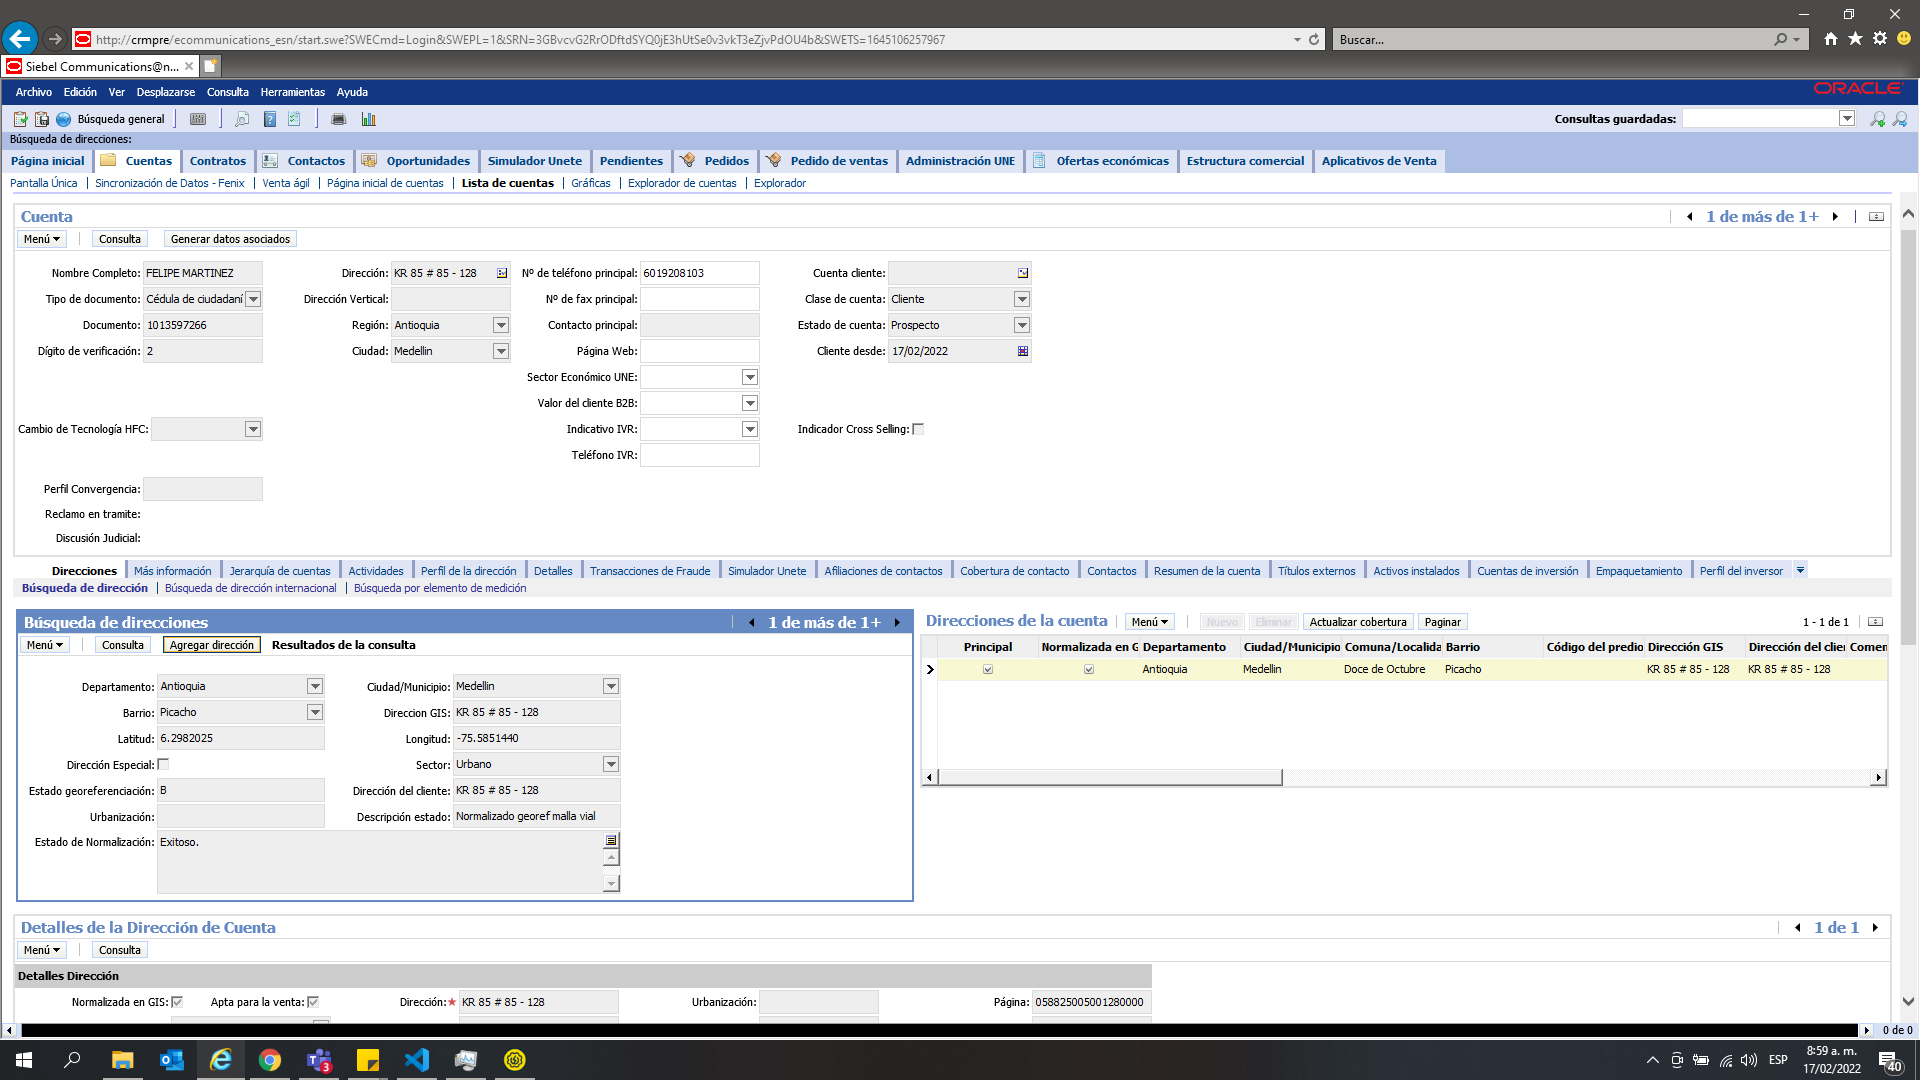 http://crmpre/ecommunications_esn/start.swe?SWECmd=Login&SWEPL=1&SRN=3GBvcvG2RrODftdSYQ0jE3hUtSe0v3vkT3eZjvPdOU4b&SWETS=1645106257967
Buscar...
Siebel Communications@n...
Archivo Edición Ver Desplazarse Consulta Herramientas Ayuda
ORACLE
Búsqueda general
Consultas guardadas:
Búsqueda de direcciones:
Página inicial Cuentas Contratos Contactos Oportunidades Simulador Unete Pendientes Pedidos Pedido de ventas Administración UNE Ofertas económicas Estructura comercial Aplicativos de Venta
Pantalla Única Sincronización de Datos - Fenix Venta ágil Página inicial de cuentas Lista de cuentas Gráficas Explorador de cuentas Explorador
Cuenta
1 de más de 1+
Menú Consulta Generar datos asociados
Nombre Completo: FELIPE MARTINEZ Dirección: KR 85 # 85 - 128 Nº de teléfono principal: 6019208103 Cuenta cliente:
Tipo de documento: Cédula de ciudadaní Dirección Vertical: Nº de fax principal: Clase de cuenta: Cliente
Documento: 1013597266 Región: Antioquia Contacto principal: Estado de cuenta: Prospecto
Dígito de verificación: 2 Ciudad: Medellin Página Web: Cliente desde: 17/02/2022
Sector Económico UNE:
Valor del cliente B2B:
Cambio de Tecnología HFC: Indicativo IVR: Indicador Cross Selling:
Teléfono IVR:
Perfil Convergencia:
Reclamo en tramite:
Discusión Judicial:
Direcciones Más información Jerarquía de cuentas Actividades Perfil de la dirección Detalles Transacciones de Fraude Simulador Unete Afiliaciones de contactos Cobertura de contacto Contactos Resumen de la cuenta Títulos externos Activos instalados Cuentas de inversión Empaquetamiento Perfil del inversor
Búsqueda de dirección Búsqueda de dirección internacional Búsqueda por elemento de medición
Búsqueda de direcciones
1 de más de 1+
Menú Consulta Agregar dirección Resultados de la consulta
Departamento: Antioquia Ciudad/Municipio: Medellin
Barrio: Picacho Direccion GIS: KR 85 # 85 - 128
Latitud: 6.2982025 Longitud: -75.5851440
Dirección Especial: Sector: Urbano
Estado georeferenciación: B Dirección del cliente: KR 85 # 85 - 128
Urbanización: Descripción estado: Normalizado georef malla vial
Estado de Normalización: Exitoso.
Direcciones de la cuenta Menú Nuevo Eliminar Actualizar cobertura Paginar 1 - 1 de 1
Principal Normalizada en G Departamento Ciudad/Municipio Comuna/Localida Barrio Código del predio Dirección GIS Dirección del clie Comen
Antioquia Medellin Doce de Octubre Picacho KR 85 # 85 - 128 KR 85 # 85 - 128
Detalles de la Dirección de Cuenta
1 de 1
Menú Consulta
Detalles Dirección
Normalizada en GIS: Apta para la venta: Dirección:* KR 85 # 85 - 128 Urbanización: Página: 058825005001280000
0 de 0
3
ESP
8:59 a. m.
17/02/2022
40